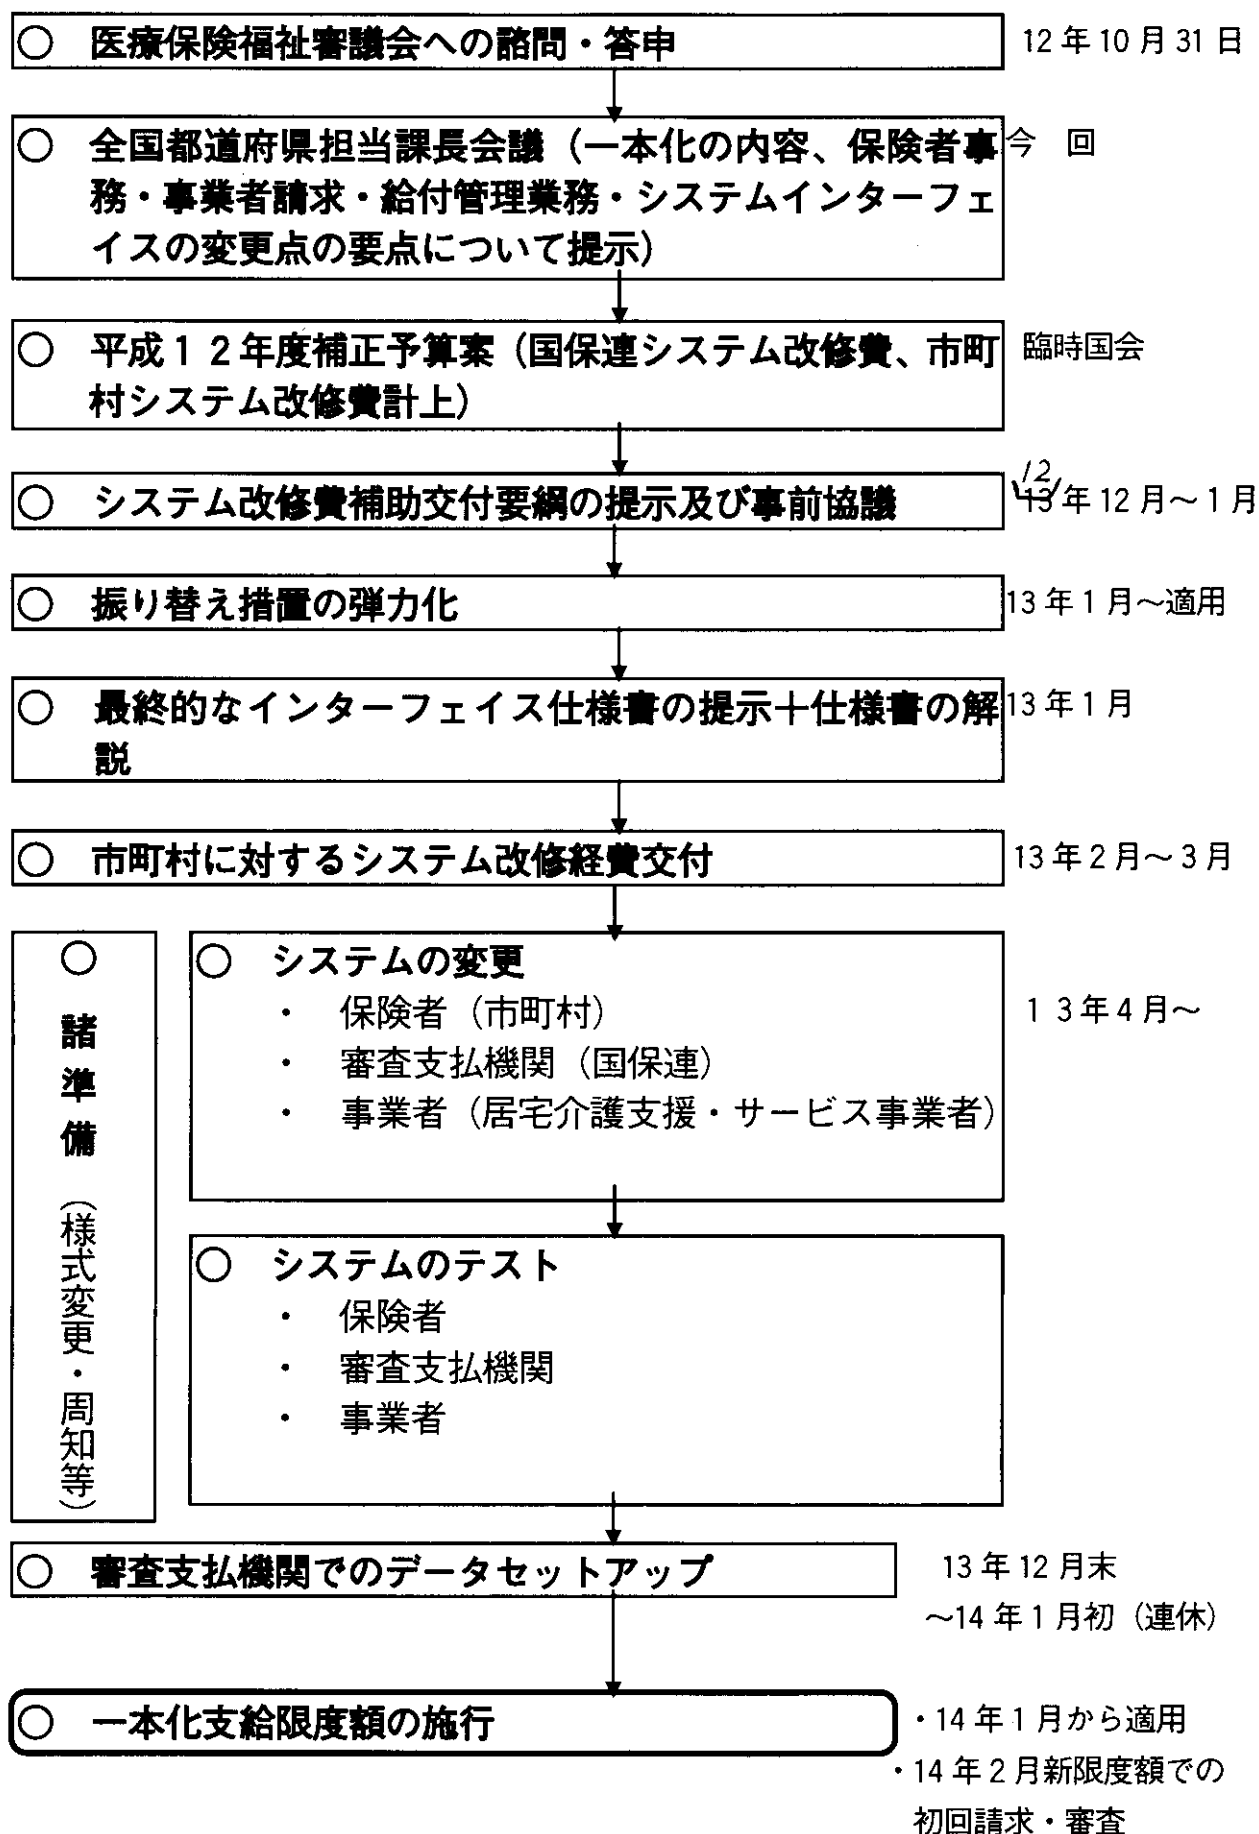 ○ 医療保険福祉審議会への諮問・答申 12年10月31日
○ 全国都道府県担当課長会議（一本化の内容、保険者事 今 回
務・事業者請求・給付管理業務・システムインターフェ
イスの変更点の要点について提示）
○ 平成１２年度補正予算案（国保連システム改修費、市町 臨時国会
村システム改修費計上）
12
○ システム改修費補助交付要綱の提示及び事前協議 13年12月～1月
○ 振り替え措置の弾力化 13年1月～適用
○ 最終的なインターフェイス仕様書の提示＋仕様書の解 13年1月
説
○ 市町村に対するシステム改修経費交付 13年2月～3月
○ 諸準備（様式変更・周知等）
○ システムの変更
・ 保険者（市町村） １３年４月～
・ 審査支払機関（国保連）
・ 事業者（居宅介護支援・サービス事業者）
○ システムのテスト
・ 保険者
・ 審査支払機関
・ 事業者
○ 審査支払機関でのデータセットアップ 13年12月末
～14年1月初（連休）
○ 一本化支給限度額の施行 ・14年1月から適用
・14年2月新限度額での
初回請求・審査